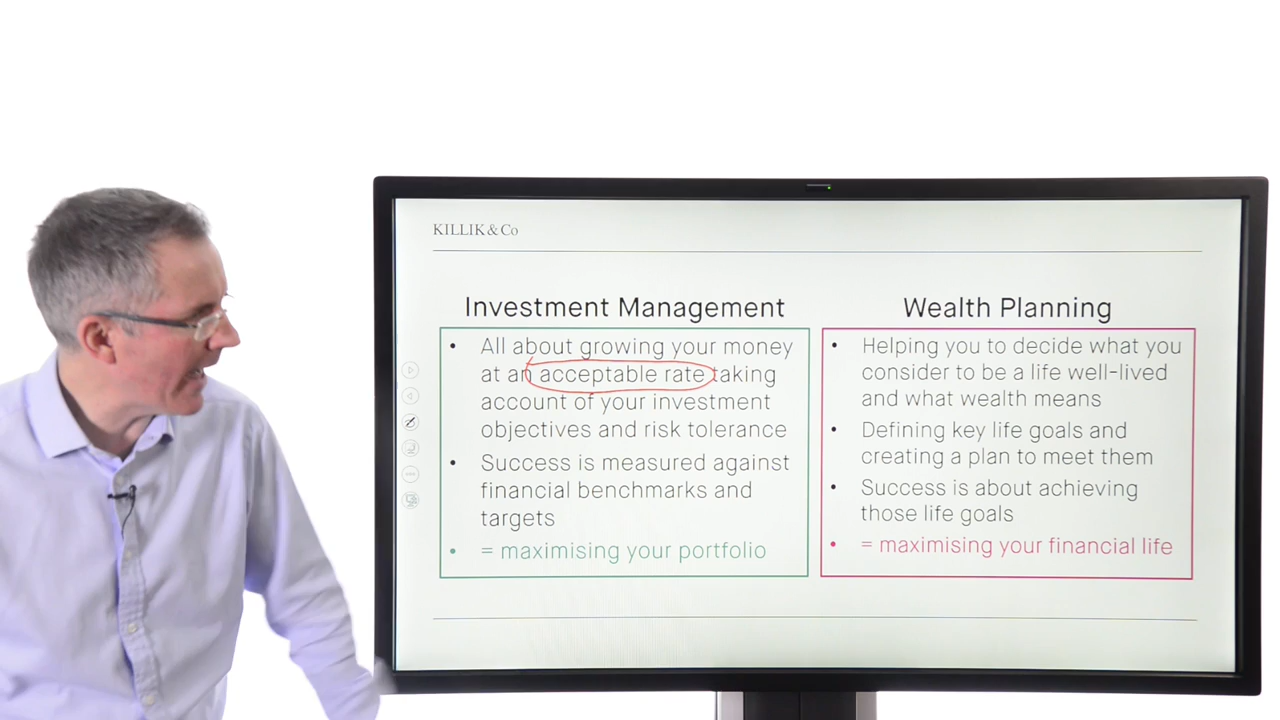 KILLIK & Co
Investment Management
• All about growing your money
at an acceptable rate taking
account of your investment
objectives and risk tolerance
• Success is measured against
financial benchmarks and
targets
• = maximising your portfolio
Wealth Planning
• Helping you to decide what you
consider to be a life well-lived
and what wealth means
• Defining key life goals and
creating a plan to meet them
• Success is about achieving
those life goals
• = maximising your financial life